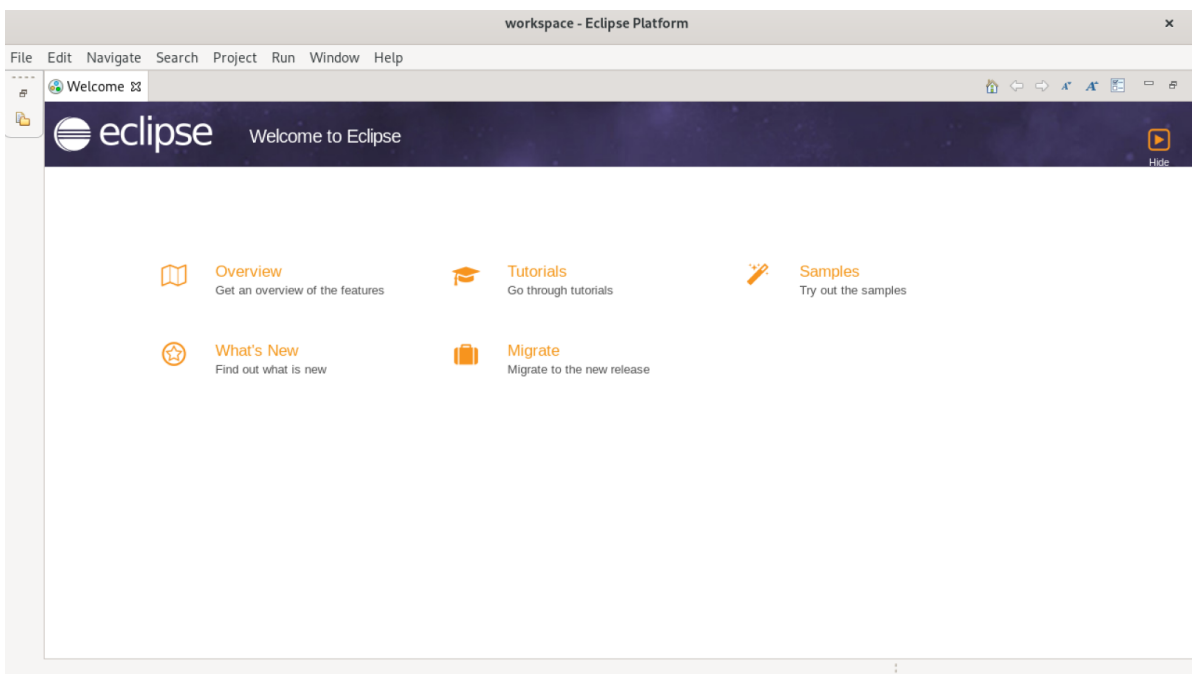 workspace - Eclipse Platform
File Edit Navigate Search Project Run Window Help
Welcome
eclipse Welcome to Eclipse
Hide
Overview
Get an overview of the features
Tutorials
Go through tutorials
Samples
Try out the samples
What's New
Find out what is new
Migrate
Migrate to the new release